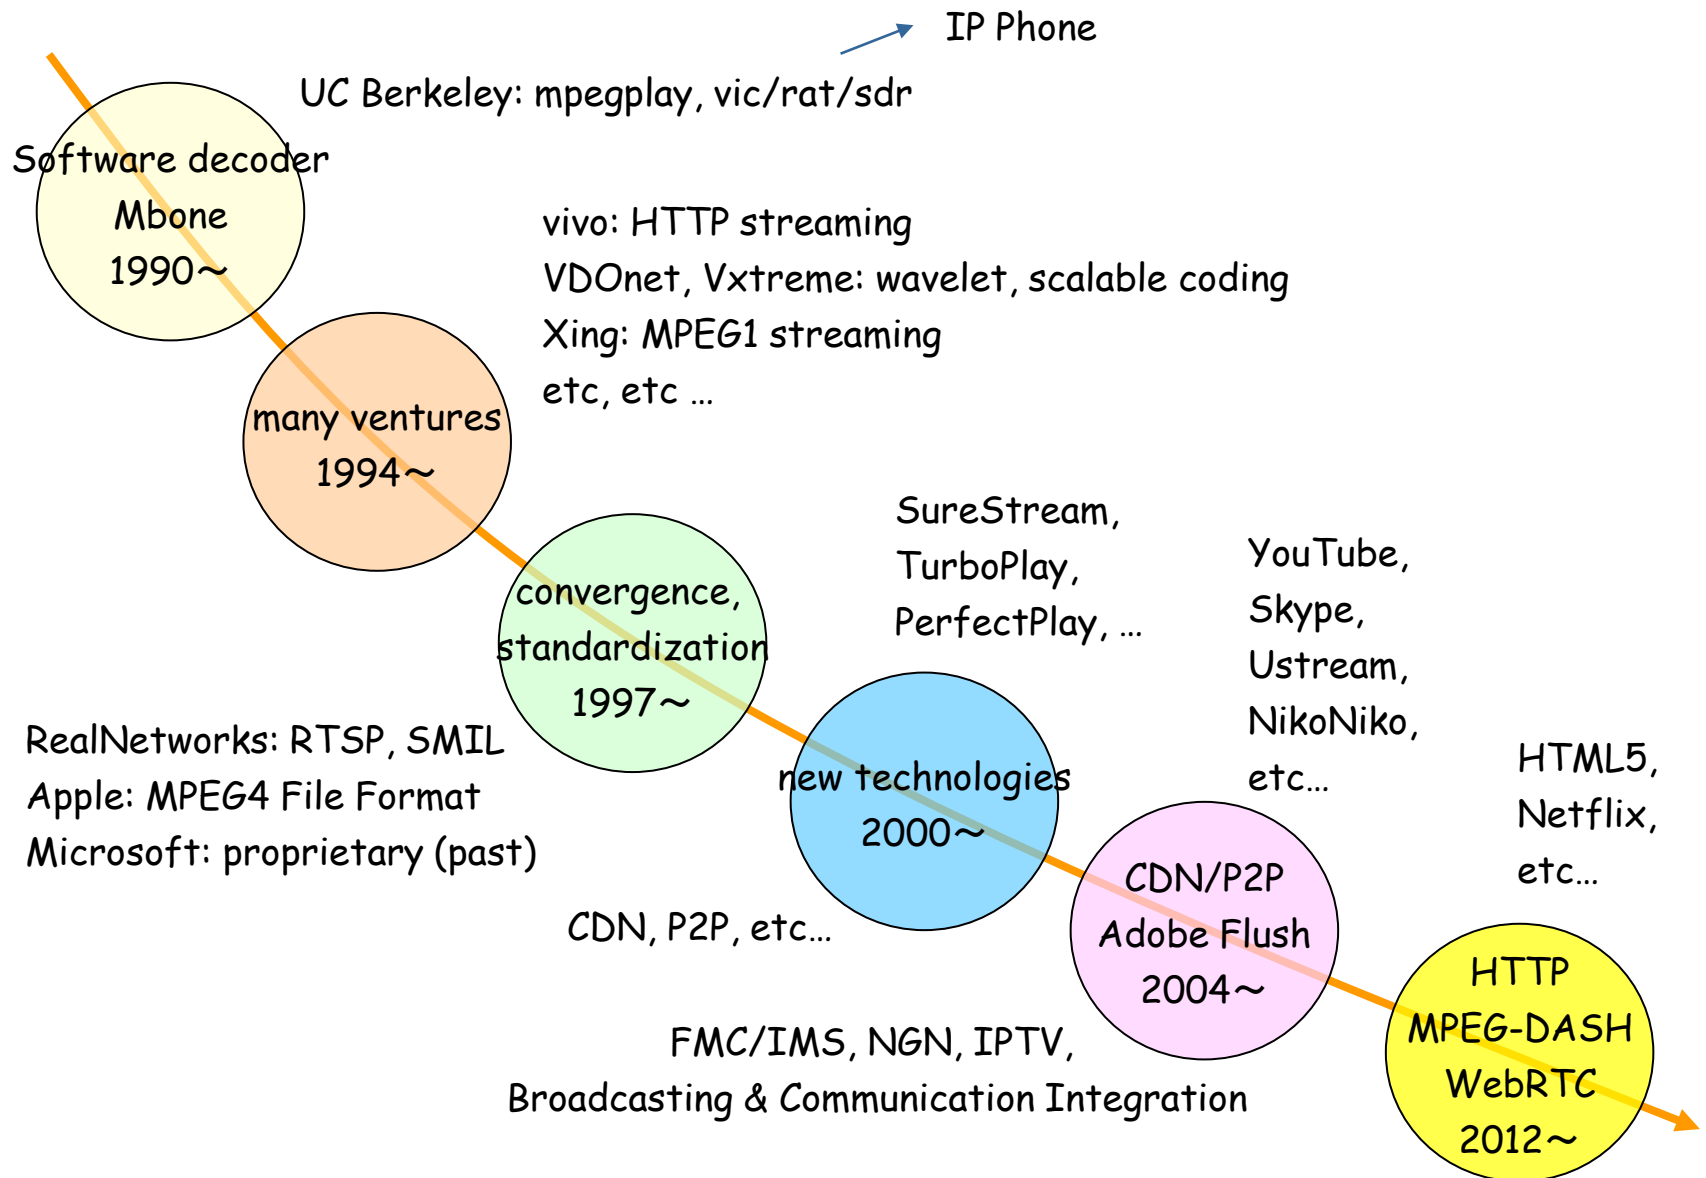 IP Phone
UC Berkeley: mpegplay, vic/rat/sdr
Software decoder
Mbone
1990～
vivo: HTTP streaming
VDOnet, Vxtreme: wavelet, scalable coding
Xing: MPEG1 streaming
etc, etc …
many ventures
1994～
convergence,
standardization
1997～
RealNetworks: RTSP, SMIL
Apple: MPEG4 File Format
Microsoft: proprietary (past)
SureStream,
TurboPlay,
PerfectPlay, …
new technologies
2000～
CDN, P2P, etc…
YouTube,
Skype,
Ustream,
NikoNiko,
etc…
CDN/P2P
Adobe Flush
2004～
FMC/IMS, NGN, IPTV,
Broadcasting & Communication Integration
HTML5,
Netflix,
etc…
HTTP
MPEG-DASH
WebRTC
2012～